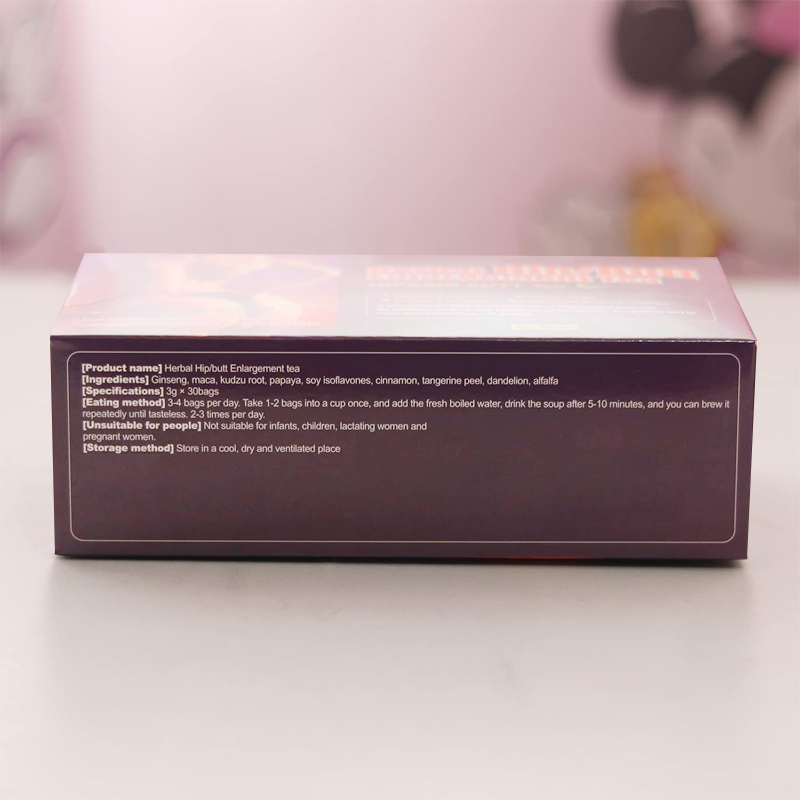 [Product name] Herbal Hip/butt Enlargement tea
[Ingredients] Ginseng, maca, kudzu root, papaya, soy isoflavones, cinnamon, tangerine peel, dandelion, alfalfa
[Specifications] 3g × 30bags
[Eating method] 3-4 bags per day. Take 1-2 bags into a cup once, and add the fresh boiled water, drink the soup after 5-10 minutes, and you can brew it
repeatedly until tasteless. 2-3 times per day.
[Unsuitable for people] Not suitable for infants, children, lactating women and
pregnant women.
[Storage method] Store in a cool, dry and ventilated place